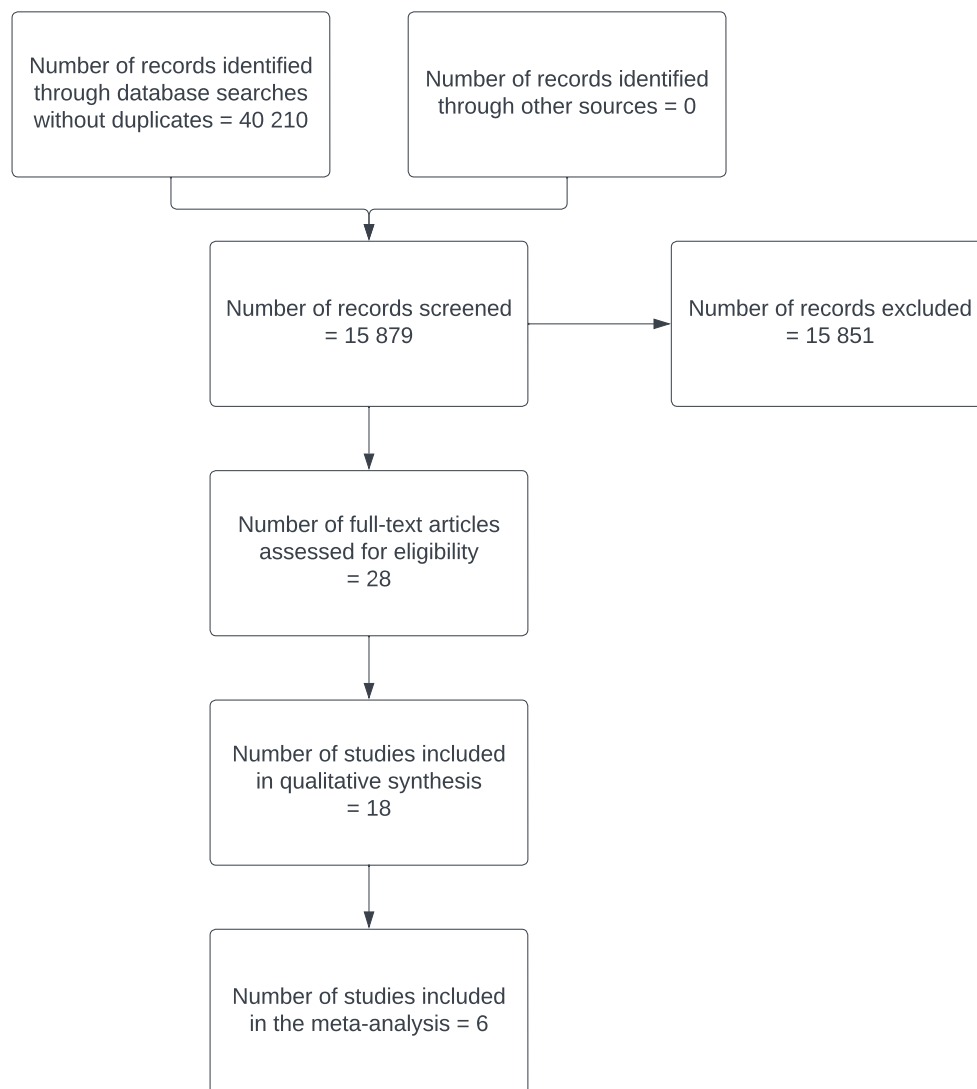 Number of records identified
through database searches
without duplicates = 40 210
Number of records identified
through other sources = 0
Number of records screened
= 15 879
Number of records excluded
= 15 851
Number of full-text articles
assessed for eligibility
= 28
Number of studies included
in qualitative synthesis
= 18
Number of studies included
in the meta-analysis = 6